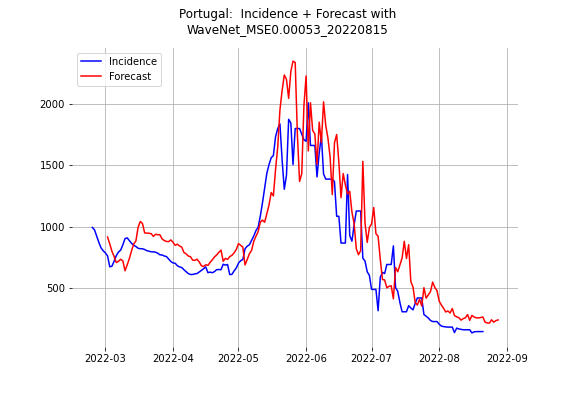 Portugal:  Incidence + Forecast with
WaveNet_MSE0.00053_20220815
Incidence
Forecast
2000
1500
1000
500
2022-03
2022-04
2022-05
2022-06
2022-07
2022-08
2022-09